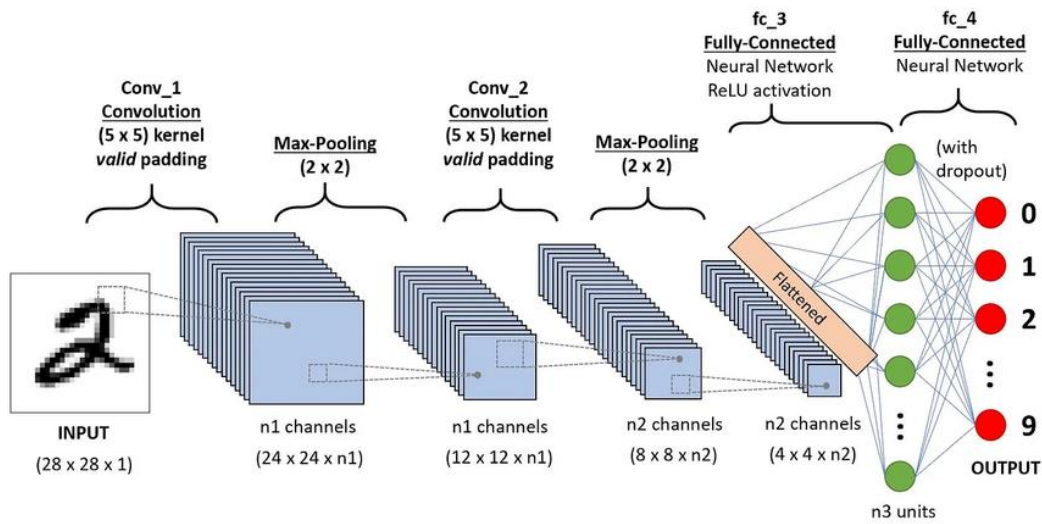 fc_3
Fully-Connected
Neural Network
ReLU activation
fc_4
Fully-Connected
Neural Network
Conv_1
Convolution
(5 x 5) kernel
valid padding
Max-Pooling
(2 x 2)
Conv_2
Convolution
(5 x 5) kernel
valid padding
Max-Pooling
(2 x 2)
(with
dropout)
Flattened
0
1
2
9
INPUT
(28 x 28 x 1)
n1 channels
(24 x 24 x n1)
n1 channels
(12 x 12 x n1)
n2 channels
(8 x 8 x n2)
n2 channels
(4 x 4 x n2)
OUTPUT
n3 units